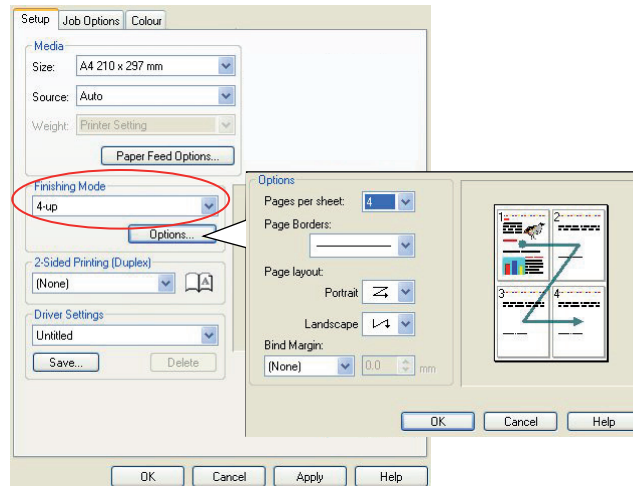 Setup Job Options Colour
Media
Size: A4 210 x 297 mm
Source: Auto
Weight: Printer Setting
Paper Feed Options...
Finishing Mode
4-up
Options...
2-Sided Printing (Duplex)
(None) A
Driver Settings
Untitled
Save... Delete
OK Cancel Apply Help
Options
Pages per sheet: 4
Page Borders:
Page layout:
Portrait
Landscape
Bind Margin:
(None) 0.0 mm
1 2
3 4
OK Cancel Help